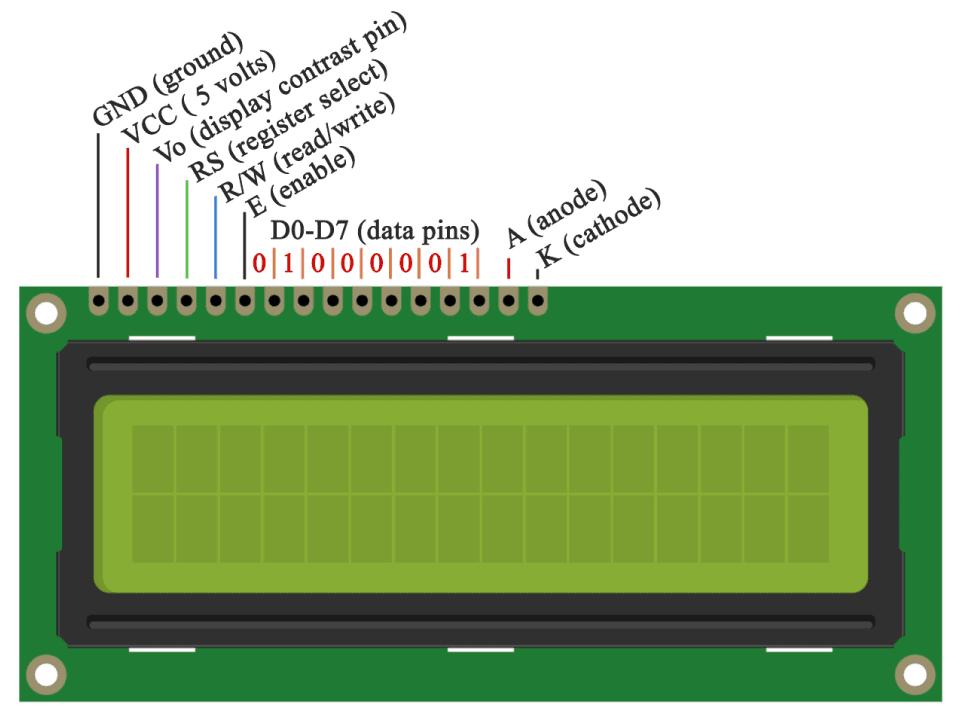 GND (ground)
VCC ( 5 volts)
Vo (display contrast pin)
RS (register select)
R/W (read/write)
E (enable)
D0-D7 (data pins)
0 1 0 0 0 0 0 1
A (anode)
K (cathode)